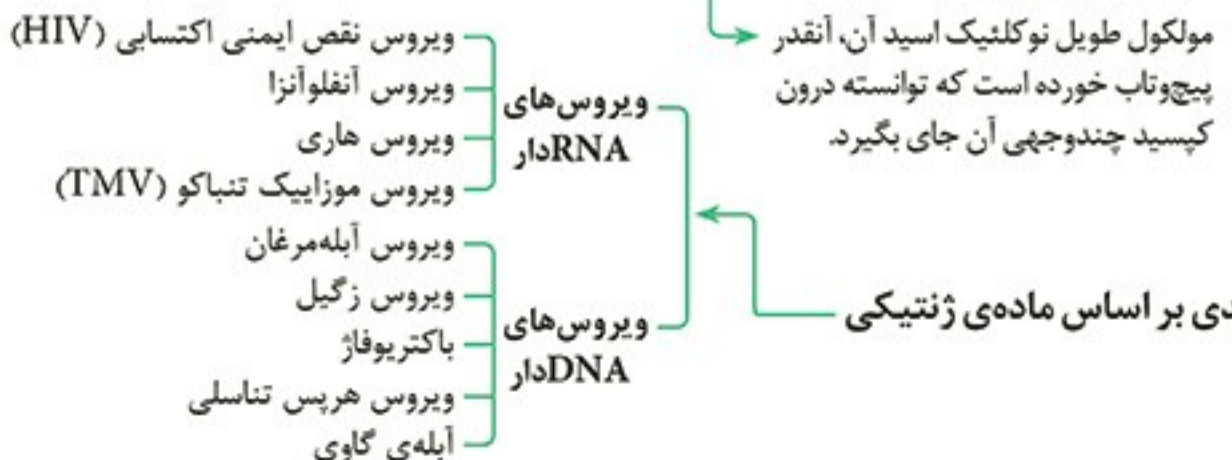 مولکول طویل نوکلئیک اسید آن، آنقدر
پیچ‌وتاب خورده است که توانسته درون
کپسید چندوجهی آن جای بگیرد.
دی بر اساس ماده‌ی ژنتیکی
ویروس‌های
RNAدار
ویروس نقص ایمنی اکتسابی (HIV)
ویروس آنفلوآنزا
ویروس هاری
ویروس موزاییک تنباکو (TMV)
ویروس‌های
DNAدار
ویروس آبله‌مرغان
ویروس زگیل
باکتریوفاژ
ویروس هرپس تناسلی
آبله‌ی گاوی